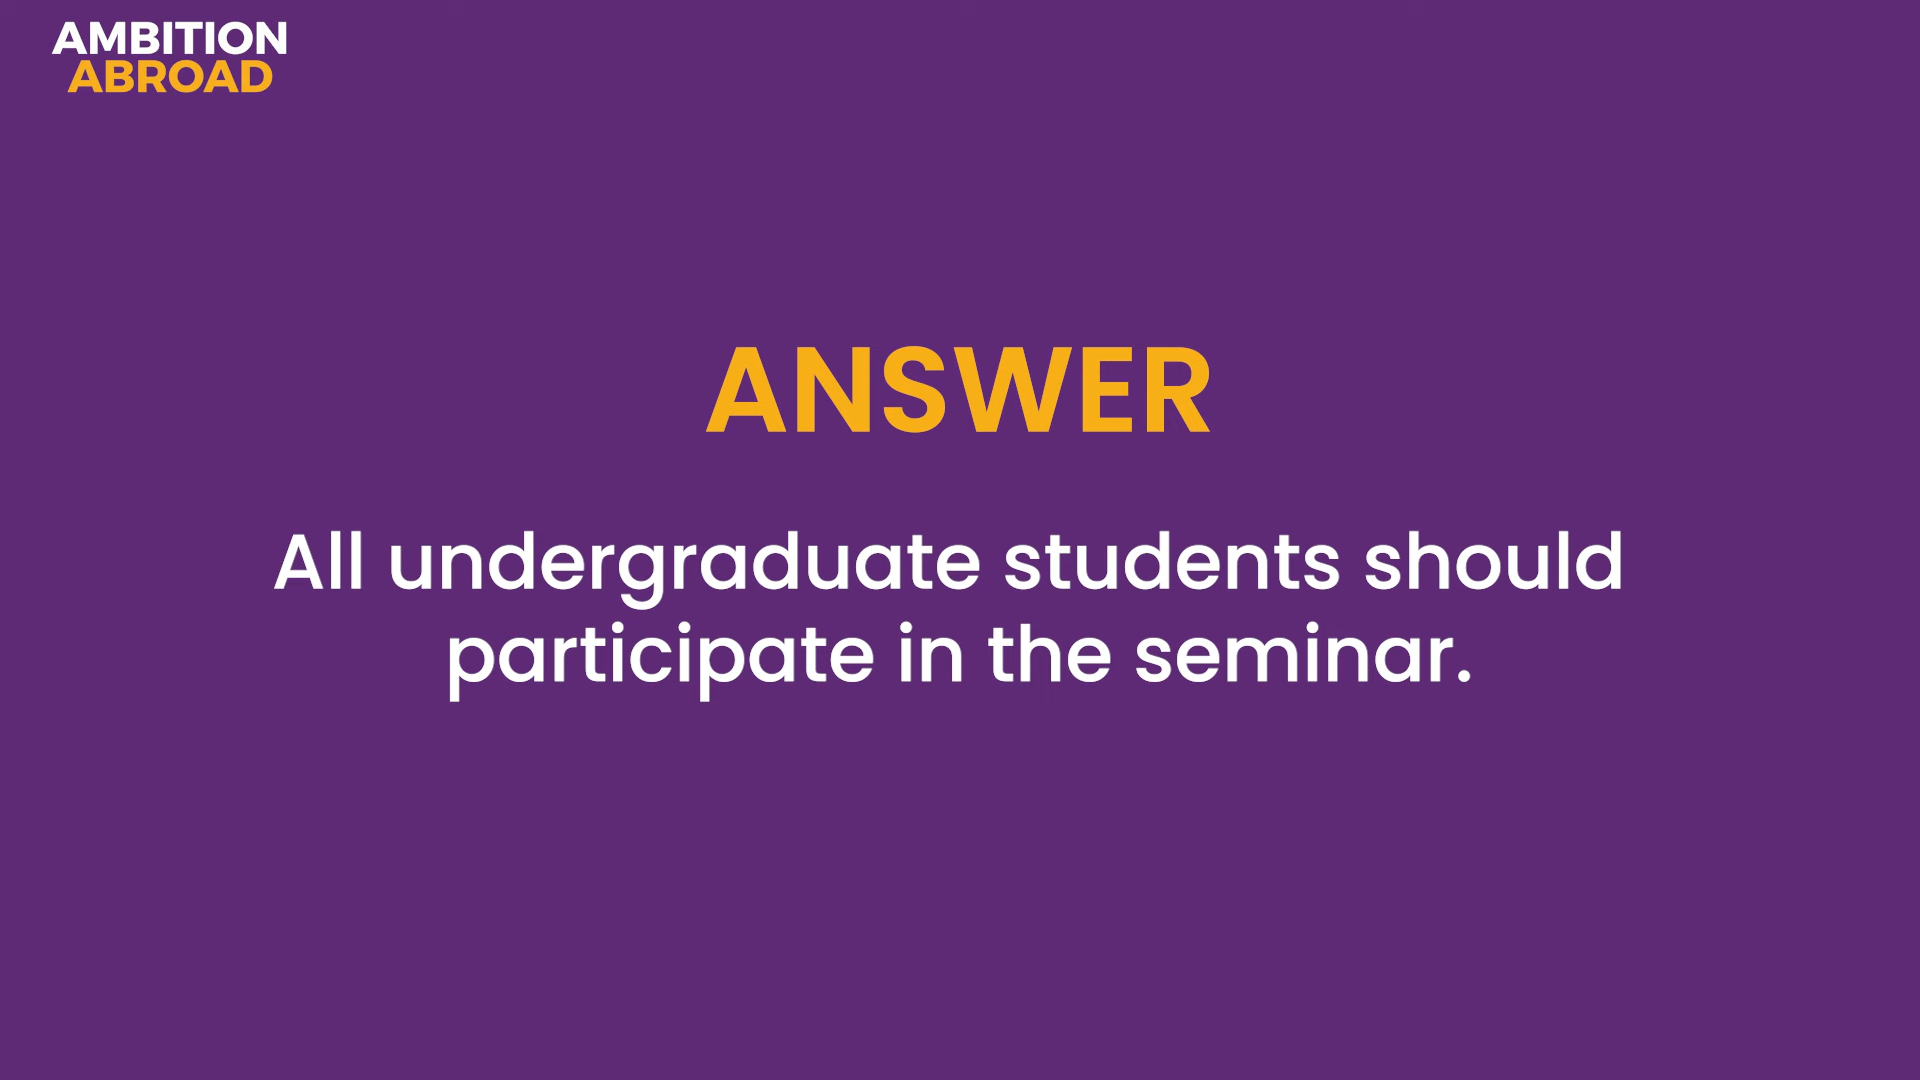 AMBITION
ABROAD
ANSWER
All undergraduate students should
participate in the seminar.